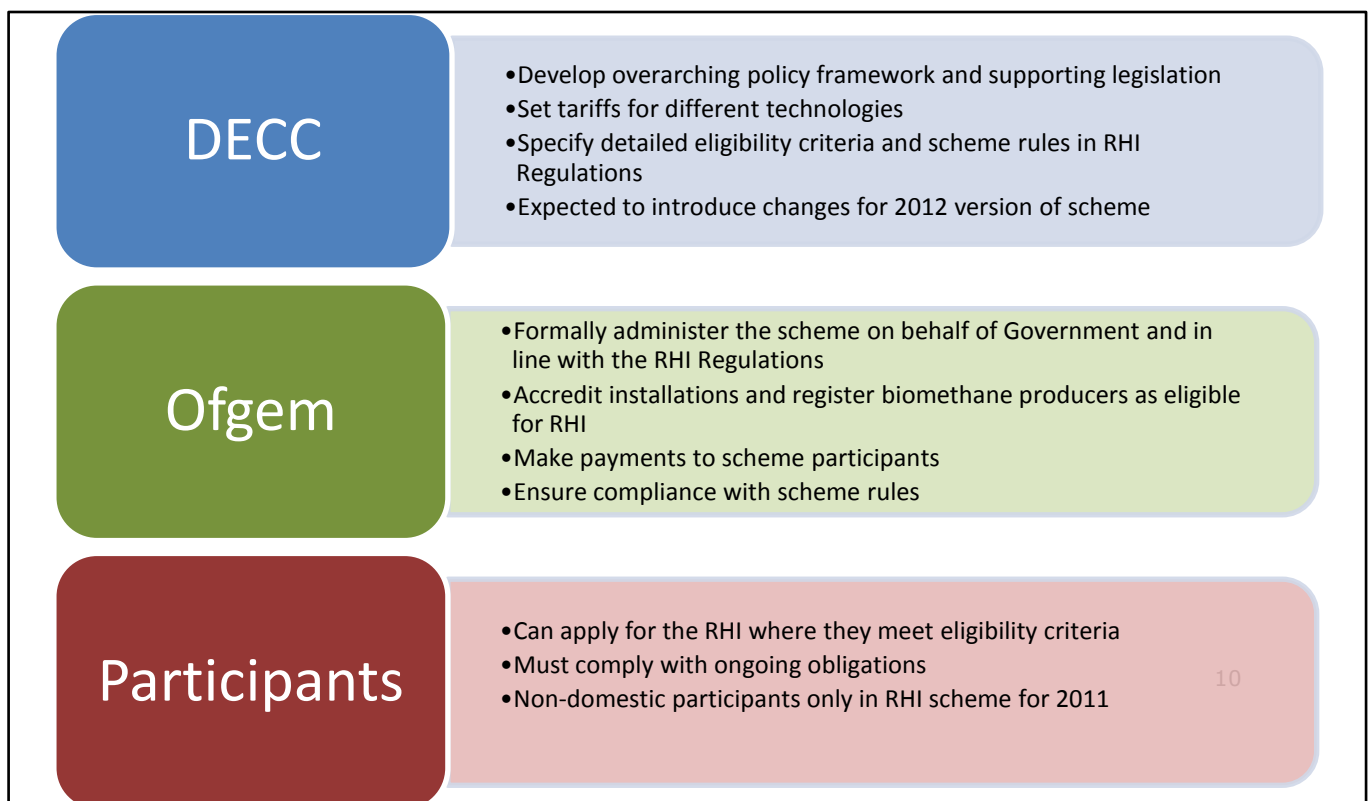 DECC
•Develop overarching policy framework and supporting legislation
•Set tariffs for different technologies
•Specify detailed eligibility criteria and scheme rules in RHI
Regulations
•Expected to introduce changes for 2012 version of scheme
Ofgem
•Formally administer the scheme on behalf of Government and in
line with the RHI Regulations
•Accredit installations and register biomethane producers as eligible
for RHI
•Make payments to scheme participants
•Ensure compliance with scheme rules
Participants
•Can apply for the RHI where they meet eligibility criteria
•Must comply with ongoing obligations
•Non-domestic participants only in RHI scheme for 2011
10